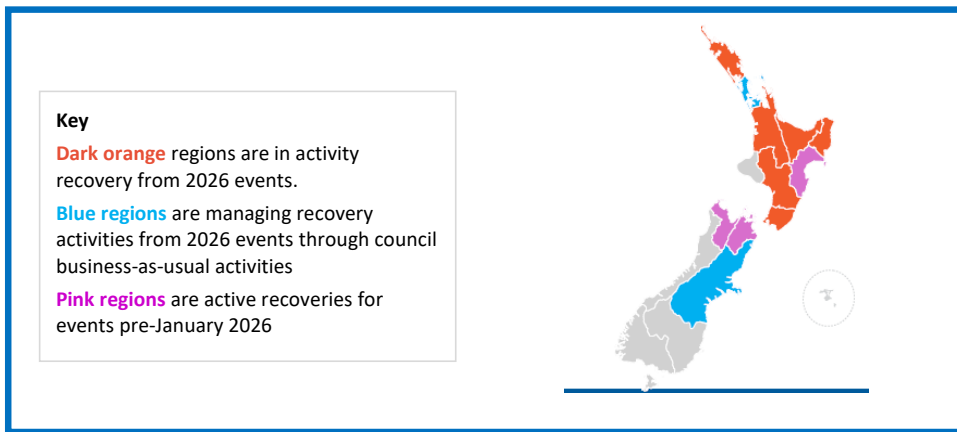 Key
Dark orange regions are in activity
recovery from 2026 events.
Blue regions are managing recovery
activities from 2026 events through council
business-as-usual activities
Pink regions are active recoveries for
events pre-January 2026